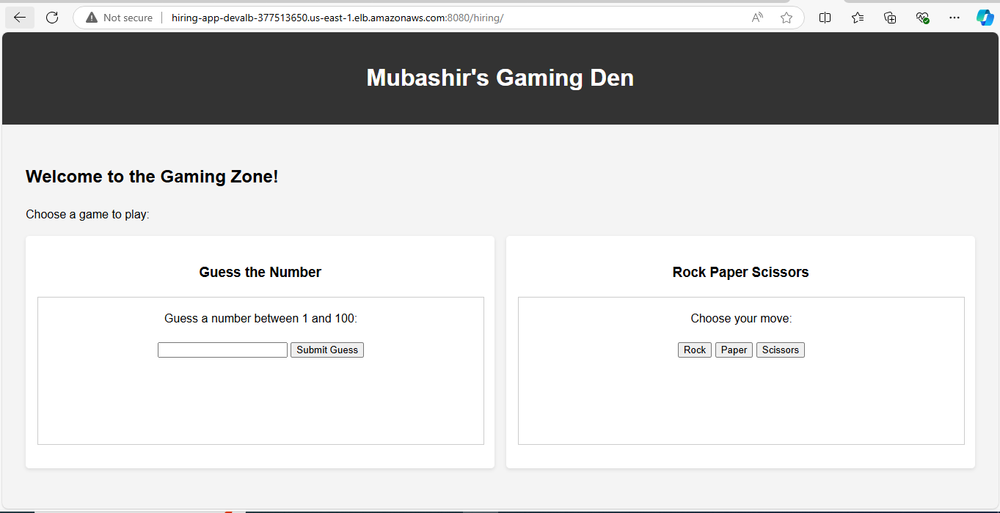 Not secure hiring-app-devalb-377513650.us-east-1.elb.amazonaws.com:8080/hiring/
Mubashir's Gaming Den
Welcome to the Gaming Zone!
Choose a game to play:
Guess the Number
Guess a number between 1 and 100:
Submit Guess
Rock Paper Scissors
Choose your move:
Rock Paper Scissors